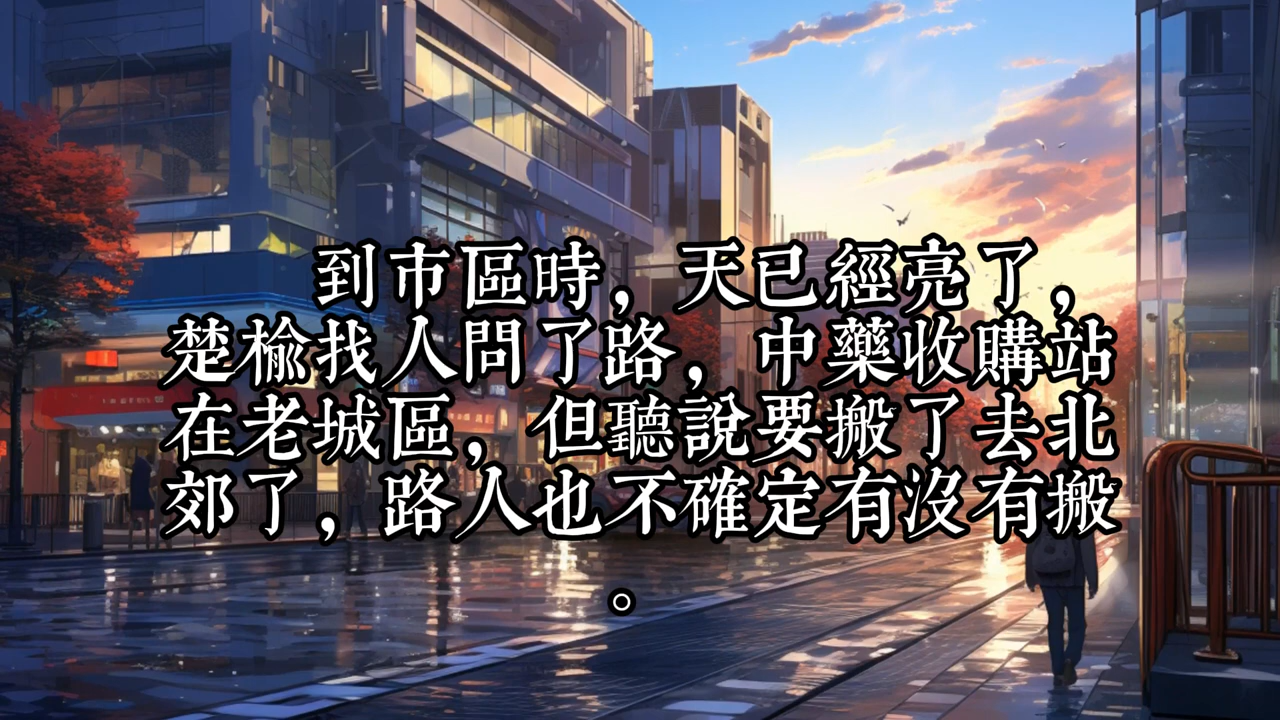 到市區時，天已經亮了，
楚榆找人問了路，中藥收購站
在老城區，但聽說要搬了去北
郊了，路人也不確定有沒有搬
。